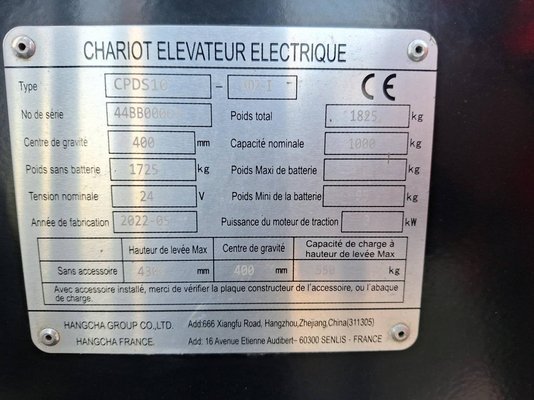 CHARIOT ELEVATEUR ELECTRIQUE
Type CPDS10 -
No de série Poids total 1825 kg
Centre de gravité 400 mm Capacité nominale 1000 kg
Poids sans batterie 1725 kg Poids Maxi de batterie kg
Tension nominale 24 V Poids Mini de la batterie kg
Année de fabrication 2022-05 Puissance du moteur de traction kW
Hauteur de levée Max Centre de gravité Capacité de charge à hauteur de levée Max
Sans accessoire mm 400 mm kg
Avec accessoire installé, merci de vérifier la plaque constructeur de l'accessoire, ou l'abaque
de charge.
HANGCHA GROUP CO.,LTD. Add:666 Xiangfu Road, Hangzhou,Zhejiang,China(311305)
HANGCHA FRANCE. Add: 16 Avenue Etienne Audibert- 60300 SENLIS - FRANCE